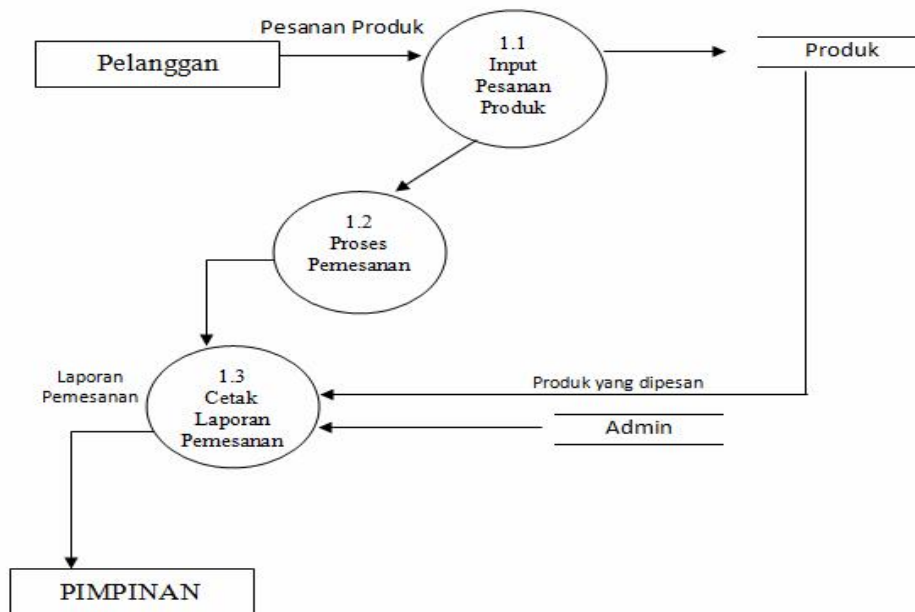 Pesanan Produk
Pelanggan
1.1
Input
Pesanan
Produk
Produk
1.2
Proses
Pemesanan
Laporan
Pemesanan
1.3
Cetak
Laporan
Pemesanan
Produk yang dipesan
Admin
PIMPINAN